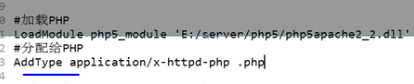 #加载PHP
LoadModule php5_module 'E:/server/php5/php5apache2_2.dll'
#分配给PHP
AddType application/x-httpd-php .php